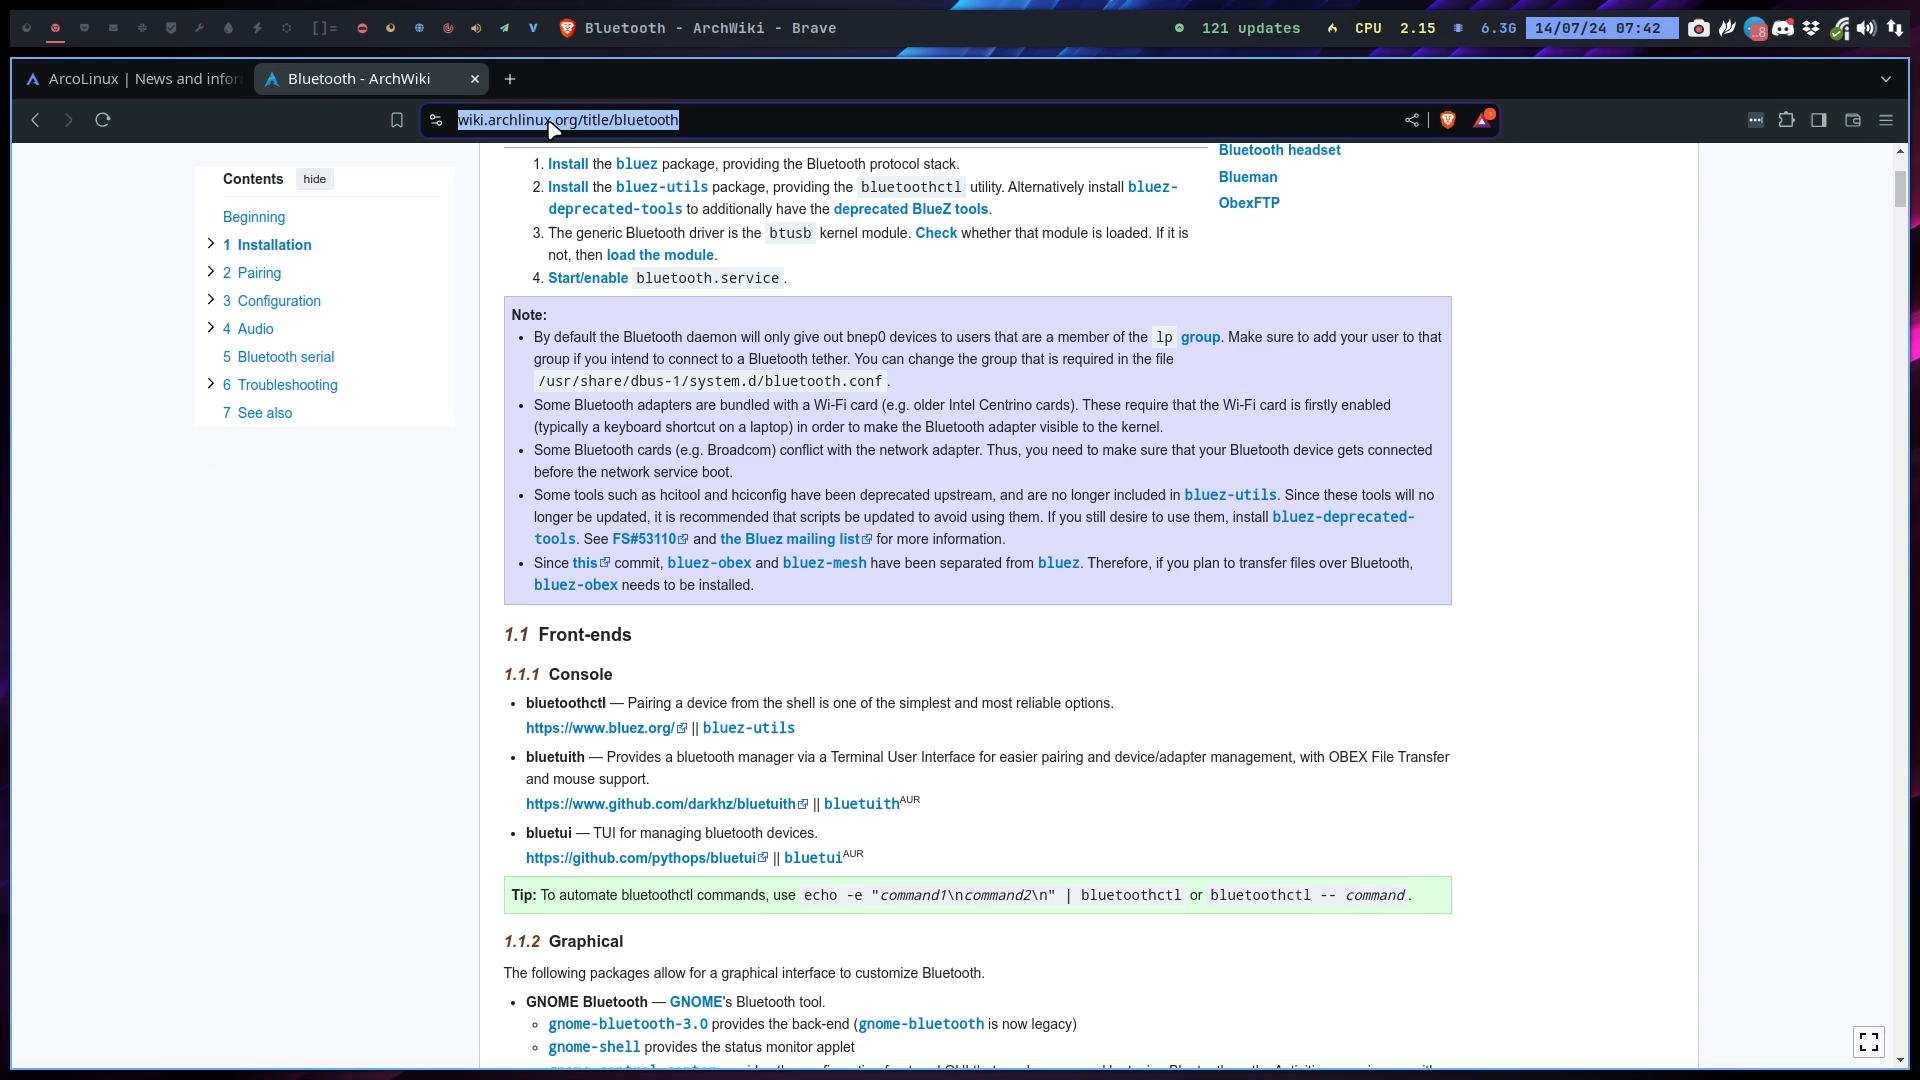 []=
Bluetooth - ArchWiki - Brave
121 updates
CPU 2.15
6.3G
14/07/24 07:42
..8
ArcoLinux | News and infor
Bluetooth - ArchWiki
wiki.archlinux.org/title/bluetooth
1
Contents
hide
Beginning
1 Installation
2 Pairing
3 Configuration
4 Audio
5 Bluetooth serial
6 Troubleshooting
7 See also
1. Install the bluez package, providing the Bluetooth protocol stack.
2. Install the bluez-utils package, providing the bluetoothctl utility. Alternatively install bluez-
deprecated-tools to additionally have the deprecated BlueZ tools.
3. The generic Bluetooth driver is the btusb kernel module. Check whether that module is loaded. If it is
not, then load the module.
4. Start/enable bluetooth.service.
Bluetooth headset
Blueman
ObexFTP
Note:
• By default the Bluetooth daemon will only give out bnep0 devices to users that are a member of the lp group. Make sure to add your user to that
group if you intend to connect to a Bluetooth tether. You can change the group that is required in the file
/usr/share/dbus-1/system.d/bluetooth.conf.
• Some Bluetooth adapters are bundled with a Wi-Fi card (e.g. older Intel Centrino cards). These require that the Wi-Fi card is firstly enabled
(typically a keyboard shortcut on a laptop) in order to make the Bluetooth adapter visible to the kernel.
• Some Bluetooth cards (e.g. Broadcom) conflict with the network adapter. Thus, you need to make sure that your Bluetooth device gets connected
before the network service boot.
• Some tools such as hcitool and hciconfig have been deprecated upstream, and are no longer included in bluez-utils. Since these tools will no
longer be updated, it is recommended that scripts be updated to avoid using them. If you still desire to use them, install bluez-deprecated-
tools. See FS#53110 and the Bluez mailing list for more information.
• Since this commit, bluez-obex and bluez-mesh have been separated from bluez. Therefore, if you plan to transfer files over Bluetooth,
bluez-obex needs to be installed.
1.1 Front-ends
1.1.1 Console
• bluetoothctl — Pairing a device from the shell is one of the simplest and most reliable options.
https://www.bluez.org/ || bluez-utils
• bluetuith — Provides a bluetooth manager via a Terminal User Interface for easier pairing and device/adapter management, with OBEX File Transfer
and mouse support.
https://www.github.com/darkhz/bluetuith || bluetuithAUR
• bluetui — TUI for managing bluetooth devices.
https://github.com/pythops/bluetui || bluetuiAUR
Tip: To automate bluetoothctl commands, use echo -e "command1\ncommand2\n" | bluetoothctl or bluetoothctl -- command.
1.1.2 Graphical
The following packages allow for a graphical interface to customize Bluetooth.
• GNOME Bluetooth — GNOME's Bluetooth tool.
◦ gnome-bluetooth-3.0 provides the back-end (gnome-bluetooth is now legacy)
◦ gnome-shell provides the status monitor applet